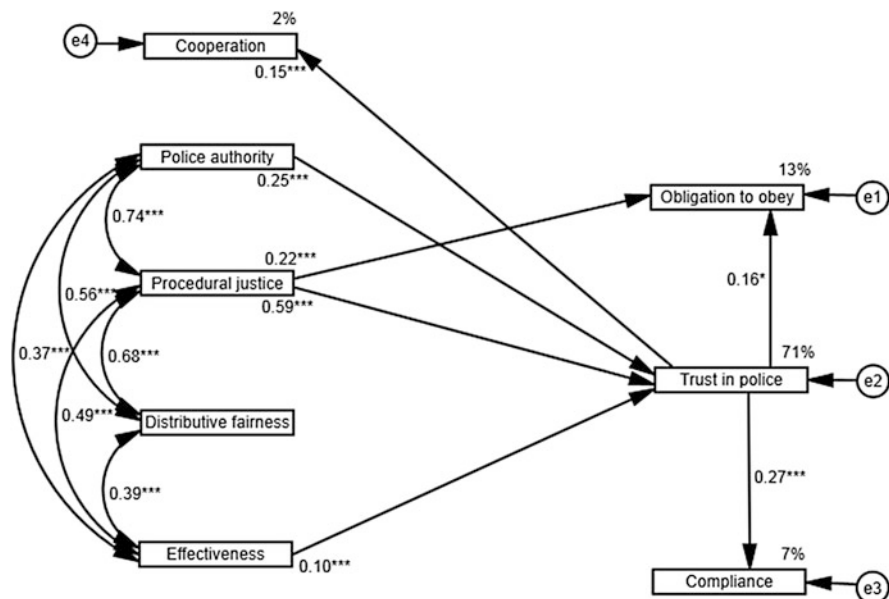 2%
e4
Cooperation
0.15***
Police authority
0.25***
13%
Obligation to obey
e1
0.74***
0.22***
Procedural justice
0.59***
0.16*
0.56***
0.37***
0.68***
71%
Trust in police
e2
0.49***
Distributive fairness
0.39***
0.27***
Effectiveness
0.10***
7%
Compliance
e3